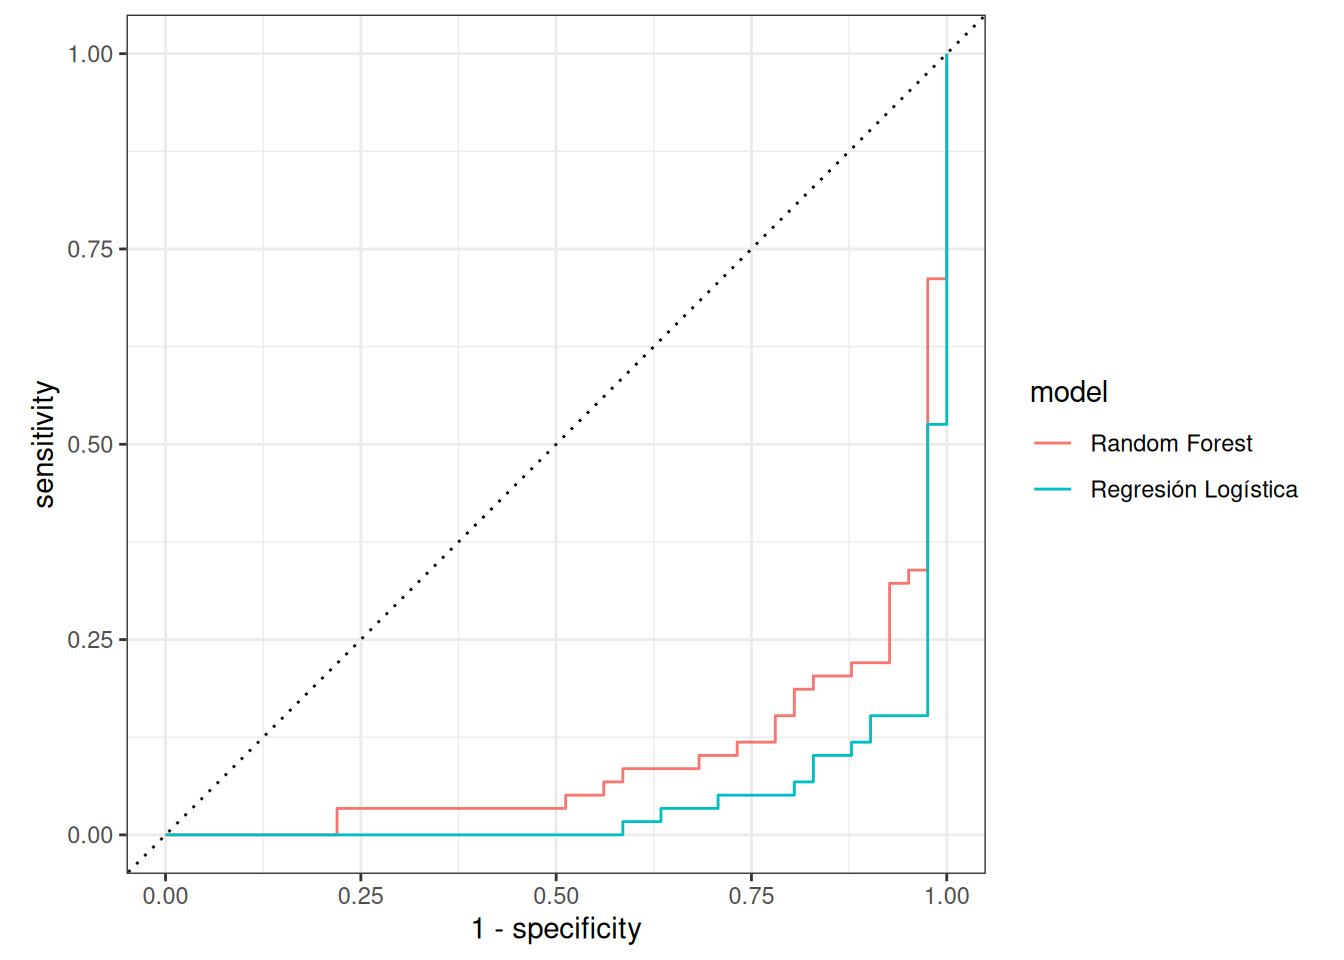 1.00
0.75
0.50
0.25
0.00
sensitivity
0.00 0.25 0.50 0.75 1.00
1 - specificity
model
Random Forest
Regresión Logística